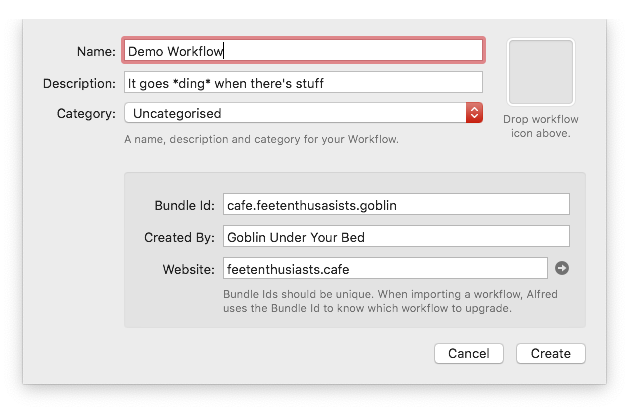 Name: Demo Workflow
Description: It goes *ding* when there's stuff
Category: Uncategorised
A name, description and category for your Workflow.
Drop workflow
icon above.
Bundle Id: cafe.feetenthusasists.goblin
Created By: Goblin Under Your Bed
Website: feetenthusiasts.cafe
Bundle Ids should be unique. When importing a workflow, Alfred
uses the Bundle Id to know which workflow to upgrade.
Cancel Create